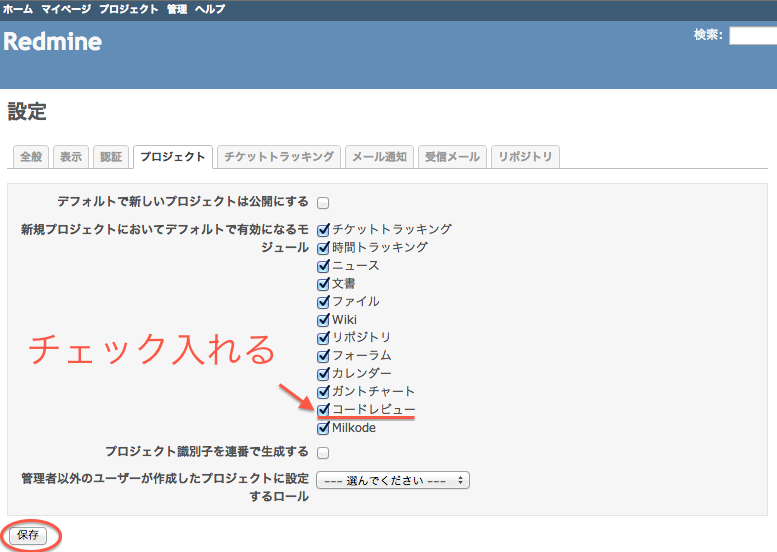 ホーム マイページ プロジェクト 管理 ヘルプ
Redmine
検索:
設定
全般 表示 認証 プロジェクト チケットトラッキング メール通知 受信メール リポジトリ
デフォルトで新しいプロジェクトは公開にする
新規プロジェクトにおいてデフォルトで有効になるモ
ジュール
チケットトラッキング
時間トラッキング
ニュース
文書
ファイル
Wiki
リポジトリ
フォーラム
カレンダー
ガントチャート
コードレビュー
Milkode
チェック入れる
プロジェクト識別子を連番で生成する
管理者以外のユーザーが作成したプロジェクトに設定
するロール
--- 選んでください ---
保存